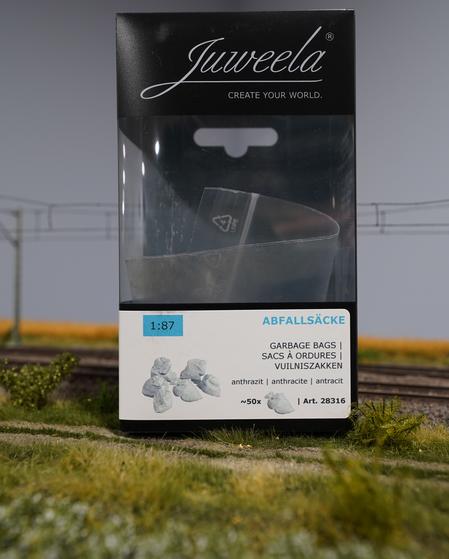 Juweela®
CREATE YOUR WORLD.
1:87
ABFALLSÄCKE
GARBAGE BAGS |
SACS À ORDURES |
VUILNISZAKKEN
anthrazit | anthracite | antracit
~50x | Art. 28316